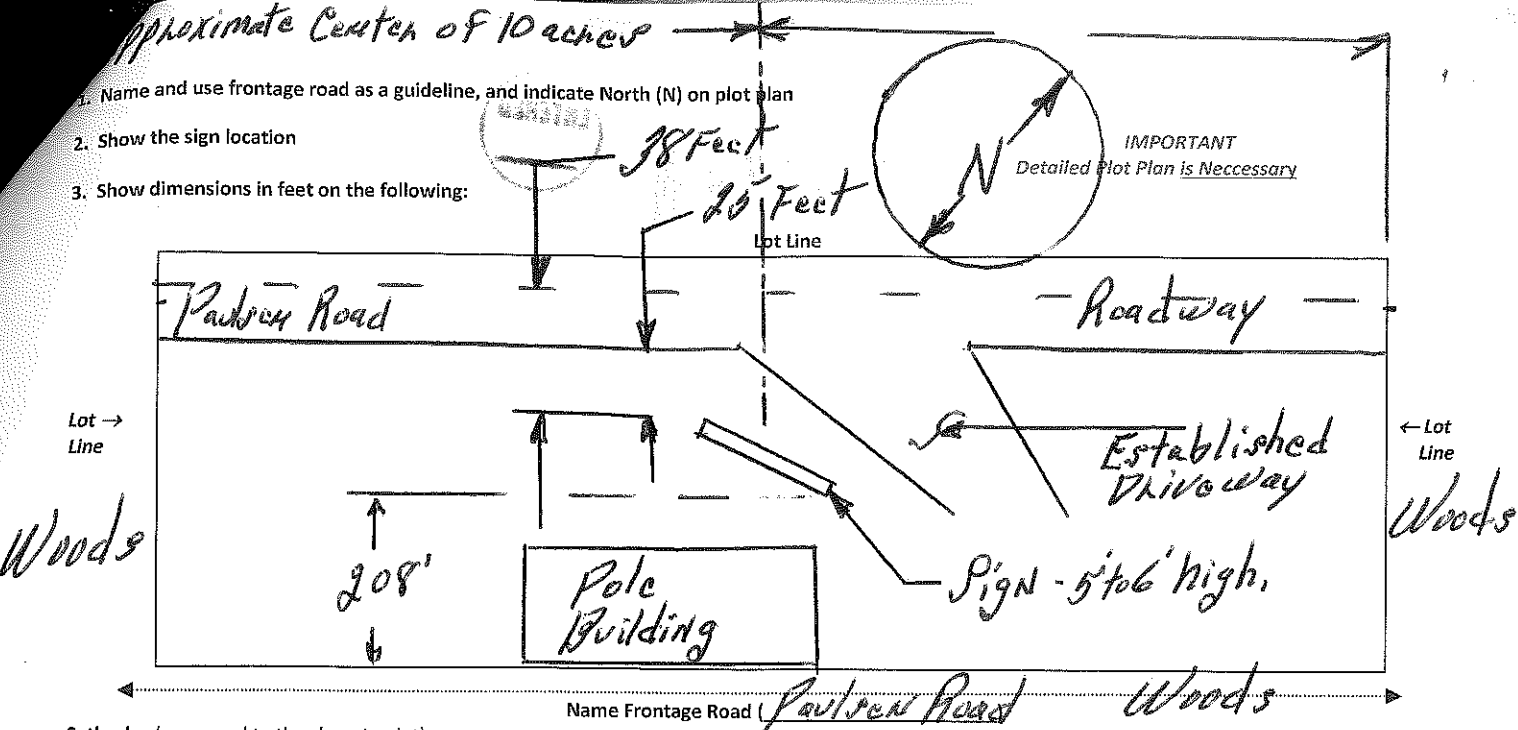 Approximate Center of 10 acres
1. Name and use frontage road as a guideline, and indicate North (N) on plot plan
2. Show the sign location
38 Feet
N
IMPORTANT
Detailed Plot Plan is Neccessary
3. Show dimensions in feet on the following:
25' Feet
Lot Line
Paulsen Road
Roadway
Lot →
Line
Established
Driveway
← Lot
Line
Woods
Woods
208'
Pole
Building
Sign - 5' to 6' high.
Name Frontage Road ( Paulsen Road
Woods